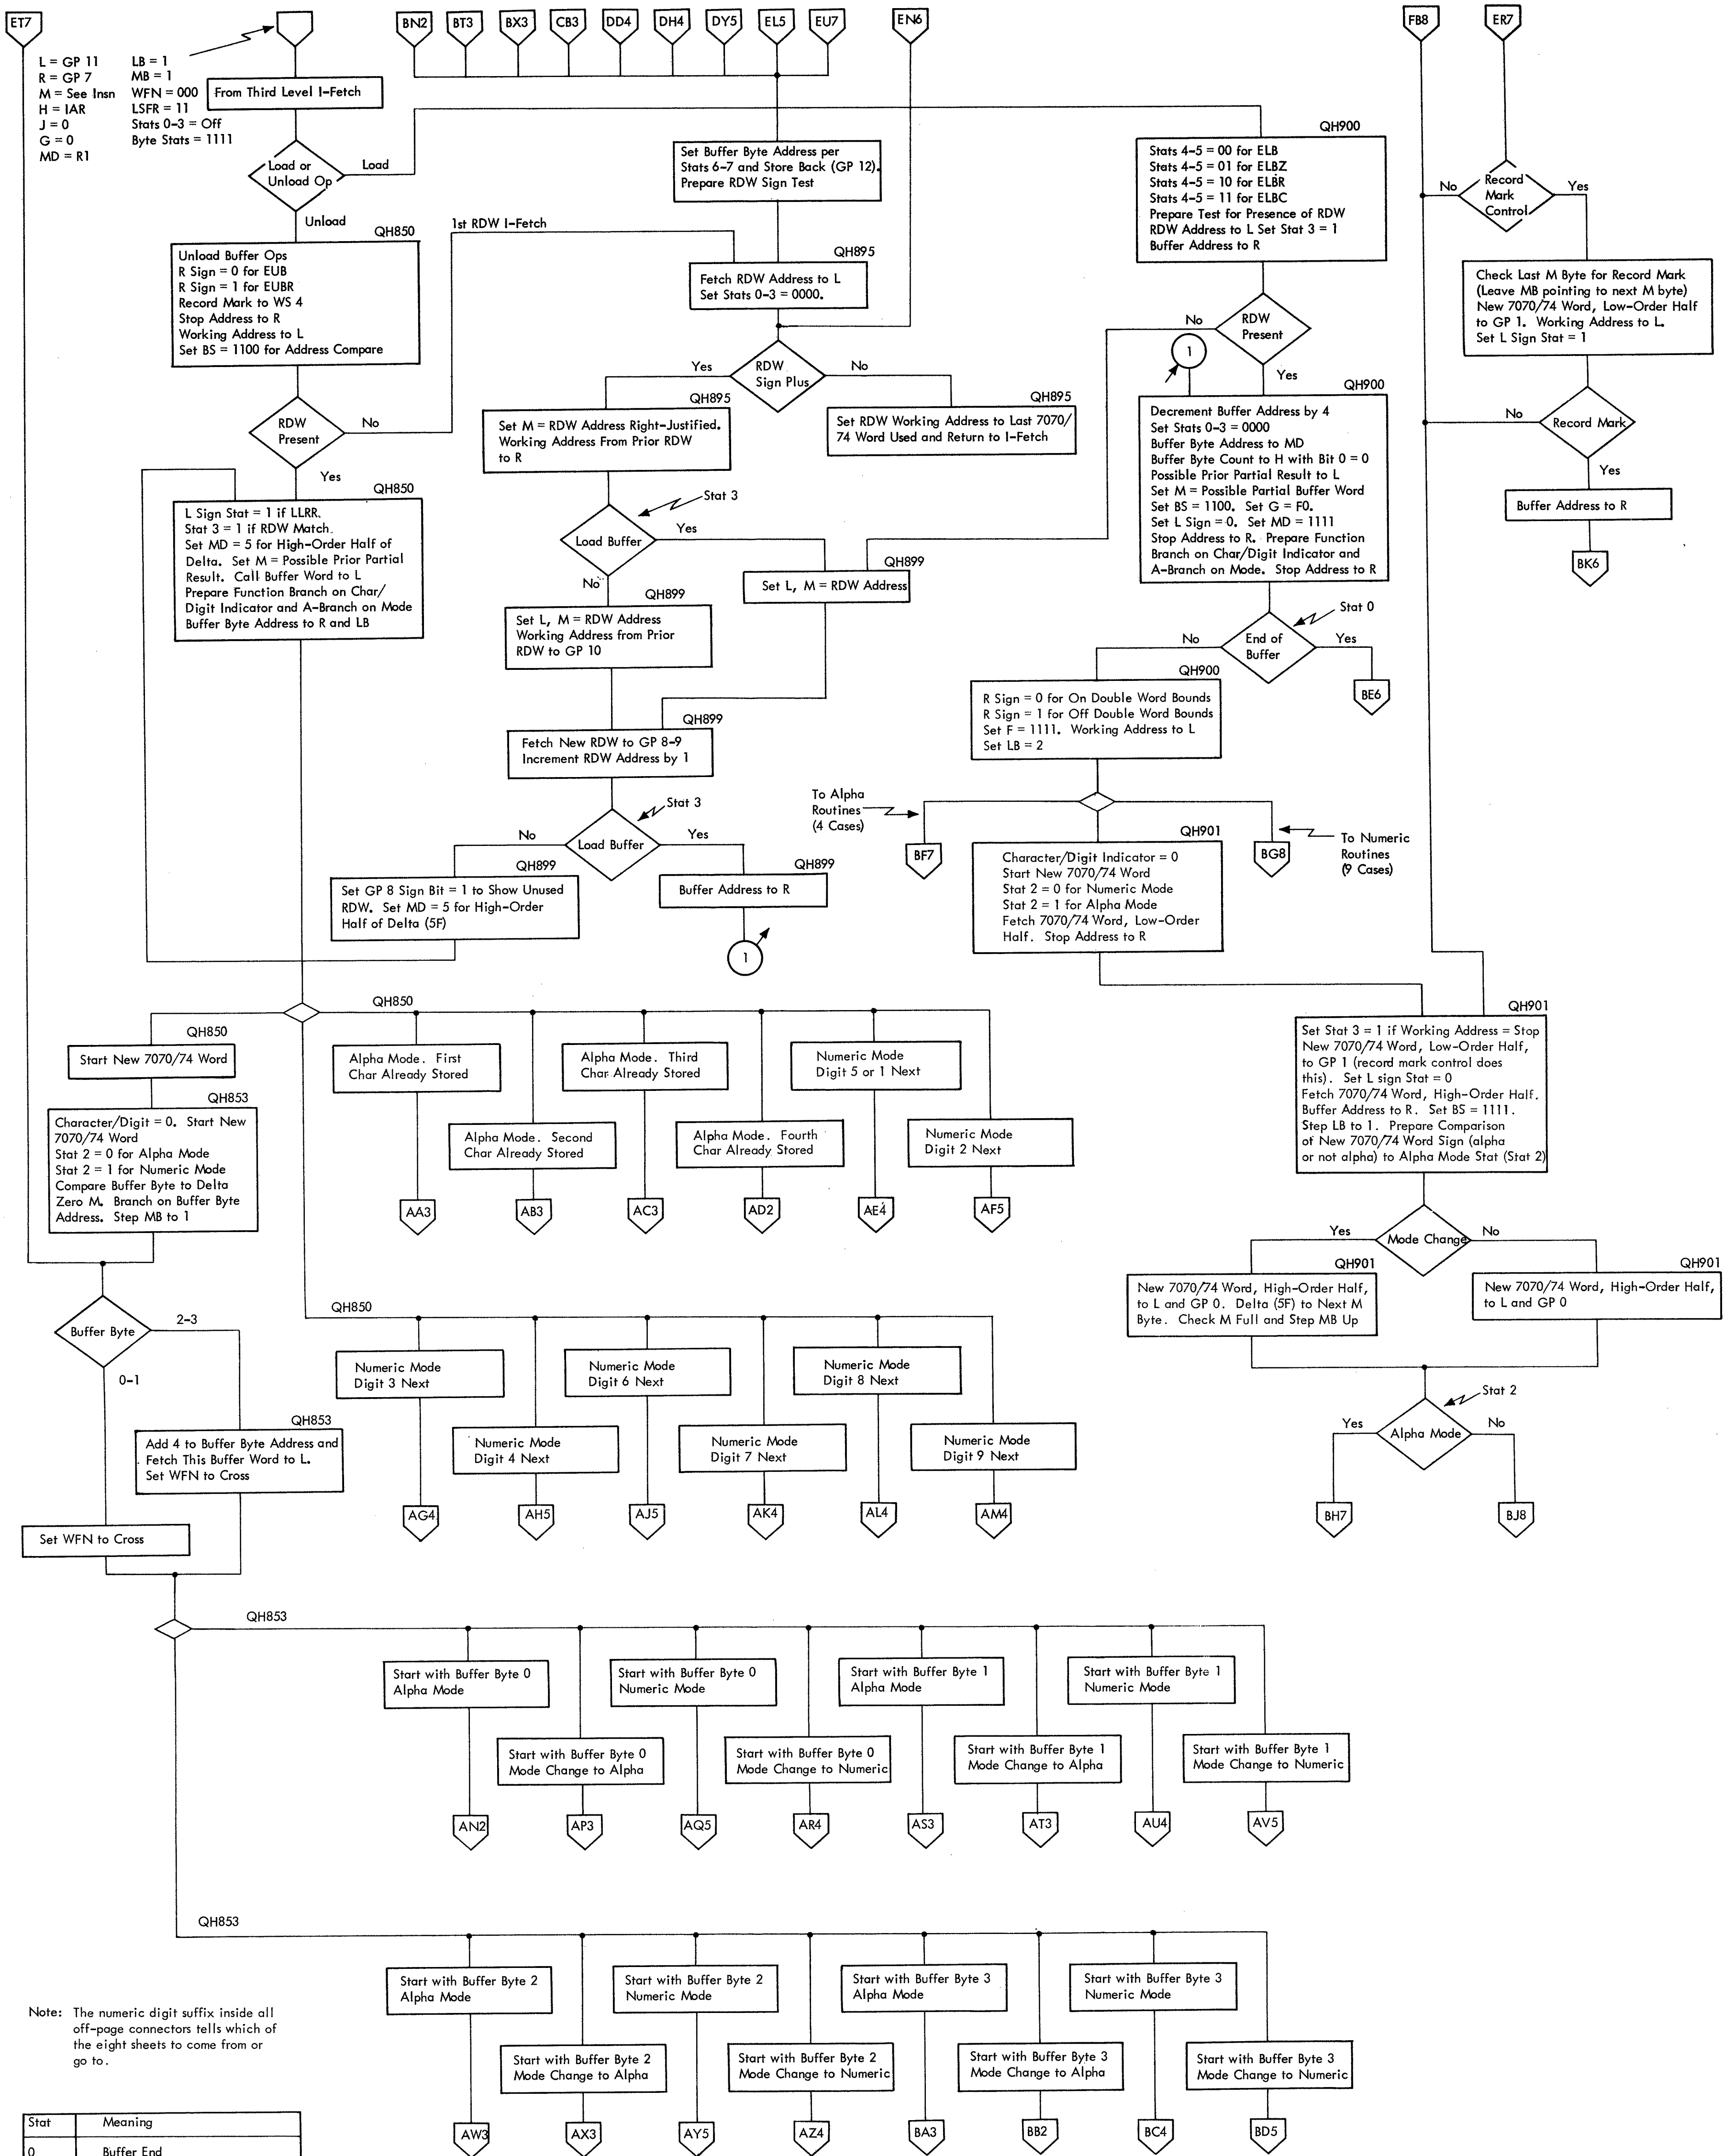 ET7
BN2
BT3
BX3
CB3
DD4
DH4
DY5
EL5
EU7
EN6
FB8
ER7
L = GP 11
R = GP 7
M = See Insn
H = IAR
J = 0
G = 0
MD = R1
LB = 1
MB = 1
WFN = 000
LSFR = 11
Stats 0-3 = Off
Byte Stats = 1111
From Third Level I-Fetch
Load or
Unload Op
Load
Unload
QH850
Unload Buffer Ops
R Sign = 0 for EUB
R Sign = 1 for EUBR
Record Mark to WS 4
Stop Address to R
Working Address to L
Set BS = 1100 for Address Compare
RDW
Present
No
Yes
1st RDW I-Fetch
QH850
L Sign Stat = 1 if LLRR.
Stat 3 = 1 if RDW Match.
Set MD = 5 for High-Order Half of
Delta. Set M = Possible Prior Partial
Result. Call Buffer Word to L
Prepare Function Branch on Char/
Digit Indicator and A-Branch on Mode
Buffer Byte Address to R and LB
Set Buffer Byte Address per
Stats 6-7 and Store Back (GP 12).
Prepare RDW Sign Test
QH895
Fetch RDW Address to L
Set Stats 0-3 = 0000.
RDW
Sign Plus
Yes
No
QH895
Set M = RDW Address Right-Justified.
Working Address From Prior RDW
to R
QH895
Set RDW Working Address to Last 7070/
74 Word Used and Return to I-Fetch
Stat 3
Load Buffer
Yes
No
QH899
Set L, M = RDW Address
QH899
Set L, M = RDW Address
Working Address from Prior
RDW to GP 10
QH899
Fetch New RDW to GP 8-9
Increment RDW Address by 1
Stat 3
Load Buffer
No
Yes
QH899
Set GP 8 Sign Bit = 1 to Show Unused
RDW. Set MD = 5 for High-Order
Half of Delta (5F)
QH899
Buffer Address to R
1
QH900
Stats 4-5 = 00 for ELB
Stats 4-5 = 01 for ELBZ
Stats 4-5 = 10 for ELBR
Stats 4-5 = 11 for ELBC
Prepare Test for Presence of RDW
RDW Address to L Set Stat 3 = 1
Buffer Address to R
RDW
Present
No
Yes
1
QH900
Decrement Buffer Address by 4
Set Stats 0-3 = 0000
Buffer Byte Address to MD
Buffer Byte Count to H with Bit 0 = 0
Possible Prior Partial Result to L
Set M = Possible Partial Buffer Word
Set BS = 1100. Set G = F0.
Set L Sign = 0. Set MD = 1111
Stop Address to R. Prepare Function
Branch on Char/Digit Indicator and
A-Branch on Mode. Stop Address to R
Stat 0
End of
Buffer
No
Yes
BE6
QH900
R Sign = 0 for On Double Word Bounds
R Sign = 1 for Off Double Word Bounds
Set F = 1111. Working Address to L
Set LB = 2
To Alpha
Routines
(4 Cases)
BF7
BG8
To Numeric
Routines
(9 Cases)
QH901
Character/Digit Indicator = 0
Start New 7070/74 Word
Stat 2 = 0 for Numeric Mode
Stat 2 = 1 for Alpha Mode
Fetch 7070/74 Word, Low-Order
Half. Stop Address to R
Record
Mark
Control
No
Yes
Check Last M Byte for Record Mark
(Leave MB pointing to next M byte)
New 7070/74 Word, Low-Order Half
to GP 1. Working Address to L.
Set L Sign Stat = 1
Record Mark
No
Yes
Buffer Address to R
BK6
QH901
Set Stat 3 = 1 if Working Address = Stop
New 7070/74 Word, Low-Order Half,
to GP 1 (record mark control does
this). Set L sign Stat = 0
Fetch 7070/74 Word, High-Order Half.
Buffer Address to R. Set BS = 1111.
Step LB to 1. Prepare Comparison
of New 7070/74 Word Sign (alpha
or not alpha) to Alpha Mode Stat (Stat 2)
Mode Change
Yes
No
QH901
New 7070/74 Word, High-Order Half,
to L and GP 0. Delta (5F) to Next M
Byte. Check M Full and Step MB Up
QH901
New 7070/74 Word, High-Order Half,
to L and GP 0
Stat 2
Alpha Mode
Yes
No
BH7
BJ8
QH850
QH850
Start New 7070/74 Word
QH853
Character/Digit = 0. Start New
7070/74 Word
Stat 2 = 0 for Alpha Mode
Stat 2 = 1 for Numeric Mode
Compare Buffer Byte to Delta
Zero M. Branch on Buffer Byte
Address. Step MB to 1
Alpha Mode. First
Char Already Stored
Alpha Mode. Third
Char Already Stored
Numeric Mode
Digit 5 or 1 Next
Alpha Mode. Second
Char Already Stored
Alpha Mode. Fourth
Char Already Stored
Numeric Mode
Digit 2 Next
AA3
AB3
AC3
AD2
AE4
AF5
Buffer Byte
2-3
0-1
QH853
Add 4 to Buffer Byte Address and
Fetch This Buffer Word to L.
Set WFN to Cross
Set WFN to Cross
QH850
Numeric Mode
Digit 3 Next
Numeric Mode
Digit 6 Next
Numeric Mode
Digit 8 Next
Numeric Mode
Digit 4 Next
Numeric Mode
Digit 7 Next
Numeric Mode
Digit 9 Next
AG4
AH5
AJ5
AK4
AL4
AM4
QH853
Start with Buffer Byte 0
Alpha Mode
Start with Buffer Byte 0
Numeric Mode
Start with Buffer Byte 1
Alpha Mode
Start with Buffer Byte 1
Numeric Mode
Start with Buffer Byte 0
Mode Change to Alpha
Start with Buffer Byte 0
Mode Change to Numeric
Start with Buffer Byte 1
Mode Change to Alpha
Start with Buffer Byte 1
Mode Change to Numeric
AN2
AP3
AQ5
AR4
AS3
AT3
AU4
AV5
QH853
Start with Buffer Byte 2
Alpha Mode
Start with Buffer Byte 2
Numeric Mode
Start with Buffer Byte 3
Alpha Mode
Start with Buffer Byte 3
Numeric Mode
Start with Buffer Byte 2
Mode Change to Alpha
Start with Buffer Byte 2
Mode Change to Numeric
Start with Buffer Byte 3
Mode Change to Alpha
Start with Buffer Byte 3
Mode Change to Numeric
AW3
AX3
AY5
AZ4
BA3
BB2
BC4
BD5
Note: The numeric digit suffix inside all
off-page connectors tells which of
the eight sheets to come from or
go to.
Stat Meaning
0 Buffer End